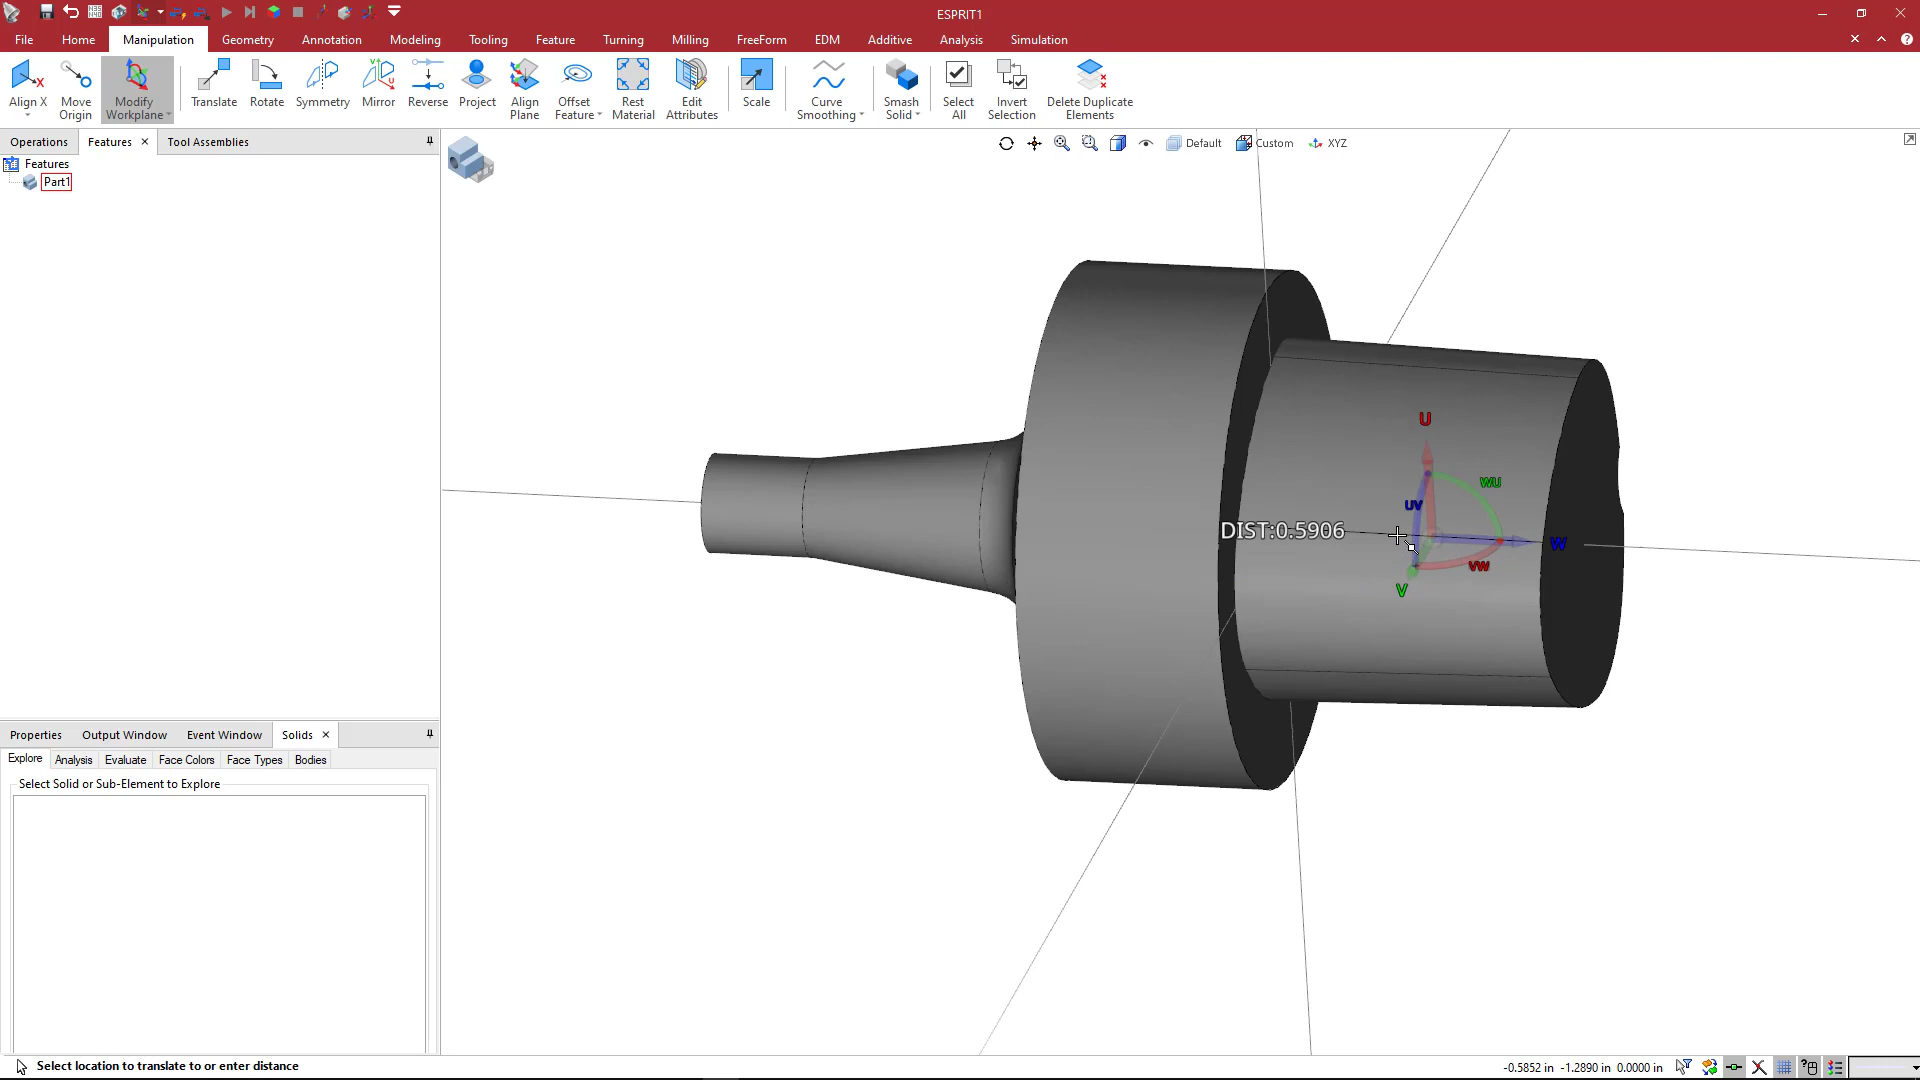 ESPRIT1
File Home Manipulation Geometry Annotation Modeling Tooling Feature Turning Milling FreeForm EDM Additive Analysis Simulation
Align X Move Origin Modify Workplane Translate Rotate Symmetry Mirror Reverse Project Align Plane Offset Feature Rest Material Edit Attributes Scale Curve Smoothing Smash Solid Select All Invert Selection Delete Duplicate Elements
Operations Features Tool Assemblies
Default Custom XYZ
Features
Part1
U
WU
UV
DIST:0.5906
W
VW
V
Properties Output Window Event Window Solids
Explore Analysis Evaluate Face Colors Face Types Bodies
Select Solid or Sub-Element to Explore
Select location to translate to or enter distance
-0.5852 in -1.2890 in 0.0000 in